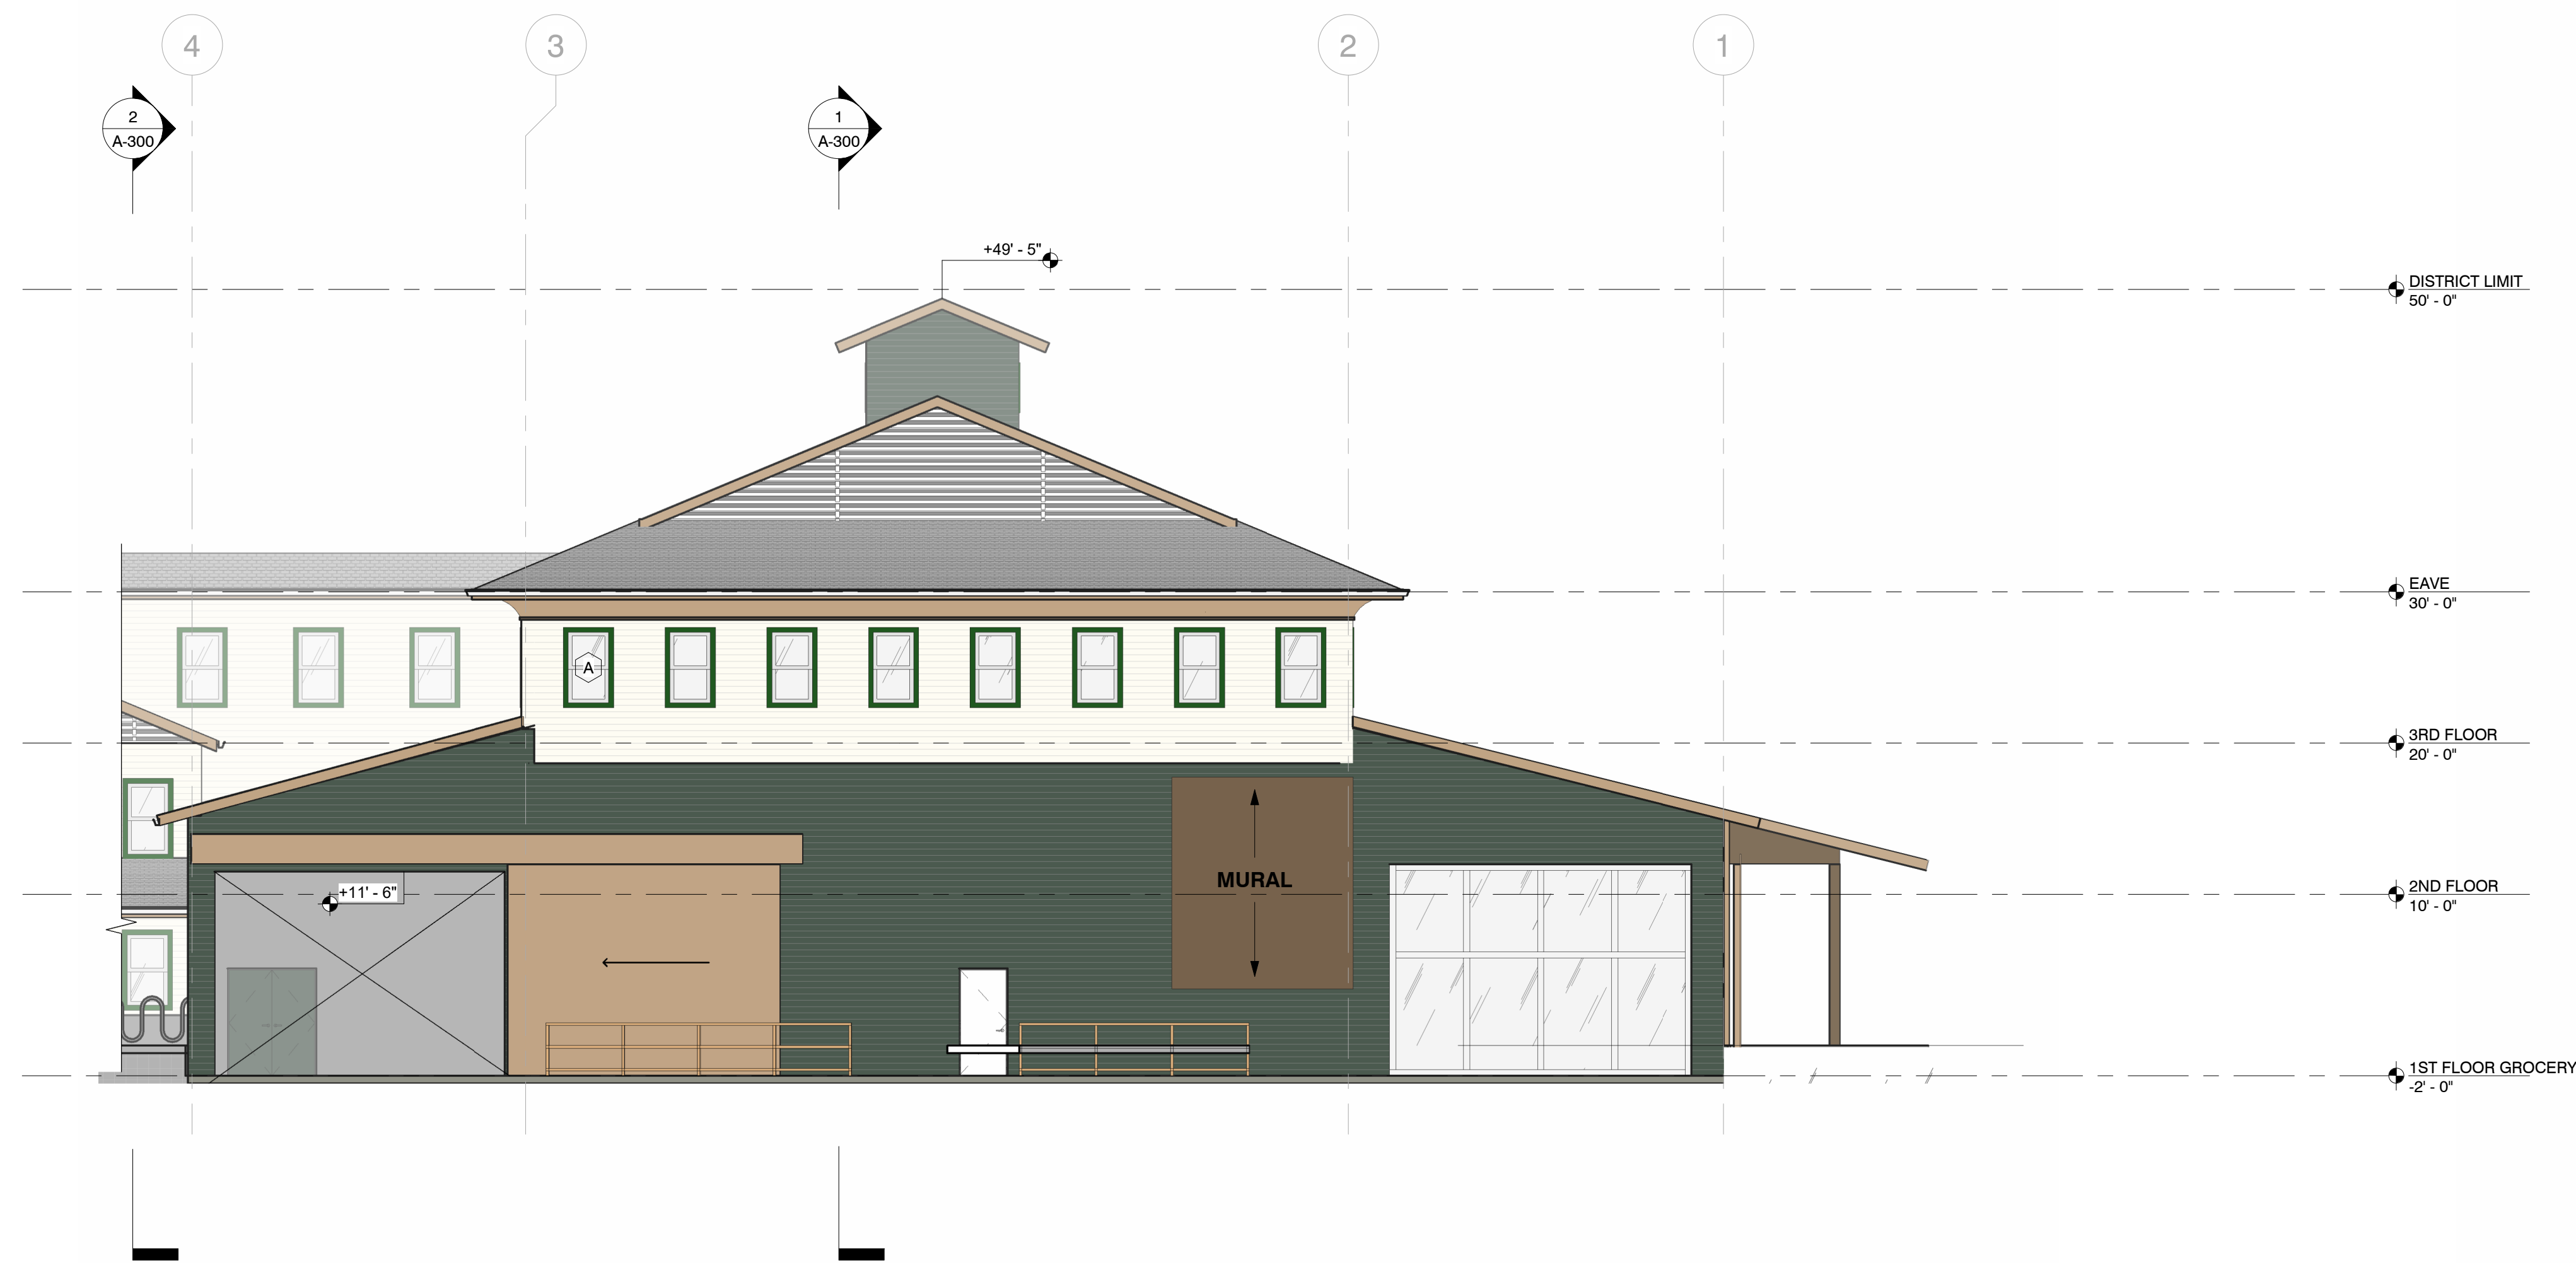 4
3
2
1
2
A-300
1
A-300
+49' - 5"
DISTRICT LIMIT
50' - 0"
EAVE
30' - 0"
A
3RD FLOOR
20' - 0"
MURAL
+11' - 6"
2ND FLOOR
10' - 0"
1ST FLOOR GROCERY
-2' - 0"